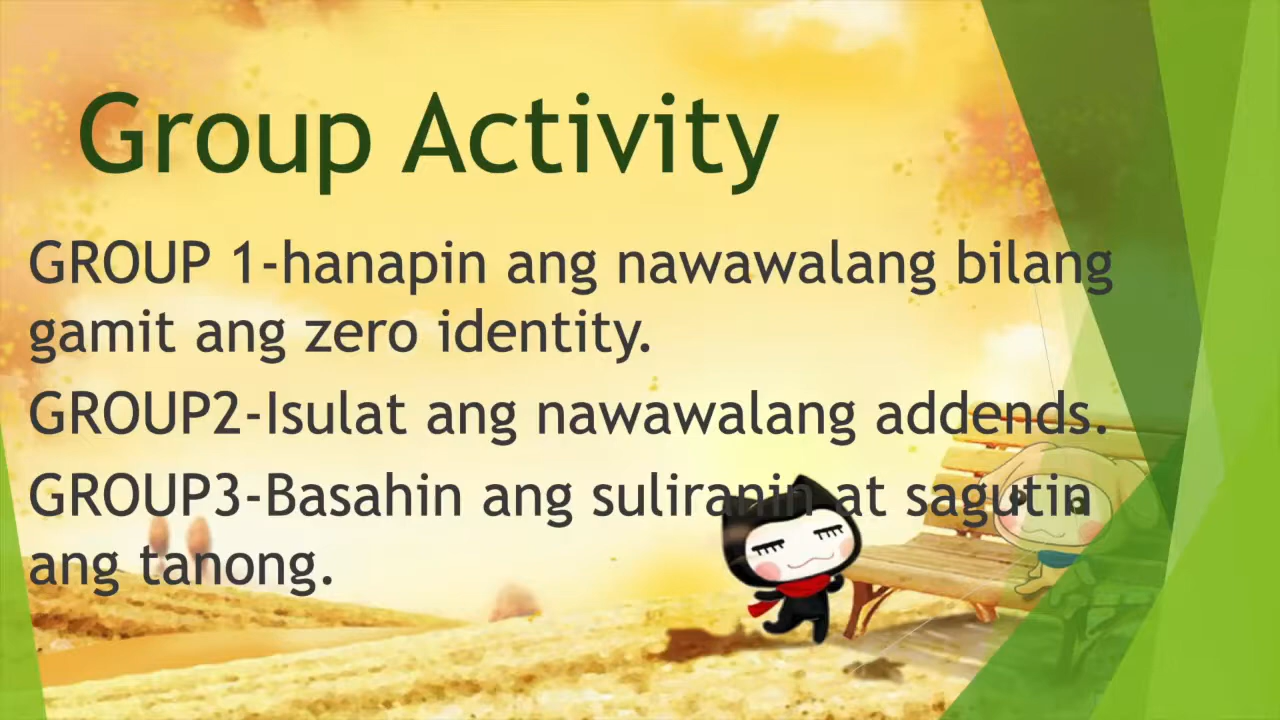 Group Activity
GROUP 1-hanapin ang nawawalang bilang
gamit ang zero identity.
GROUP2-Isulat ang nawawalang addends.
GROUP3-Basahin ang suliranin at sagutin
ang tanong.